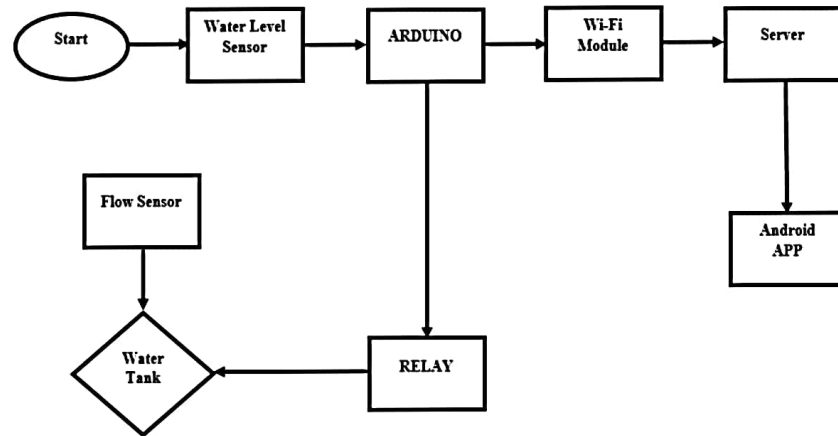 Start
Water Level
Sensor
ARDUINO
Wi-Fi
Module
Server
Flow Sensor
Android
APP
Water
Tank
RELAY